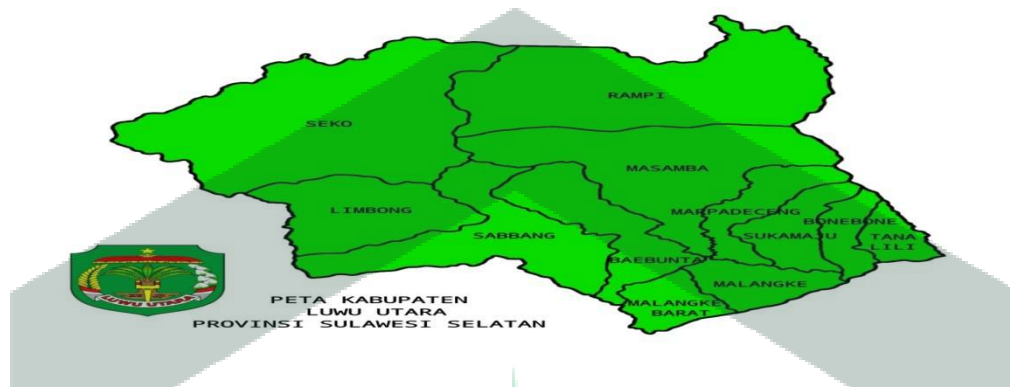 RAMPI
SEKO
MASAMBA
LIMBONG
MAPPADECENG
BONEBONE
SABBANG
SUKAMAJU
TANA
LILI
BAEBUNTA
MALANGKE
MALANGKE
BARAT
LUWU UTARA
PETA KABUPATEN
LUWU UTARA
PROVINSI SULAWESI SELATAN